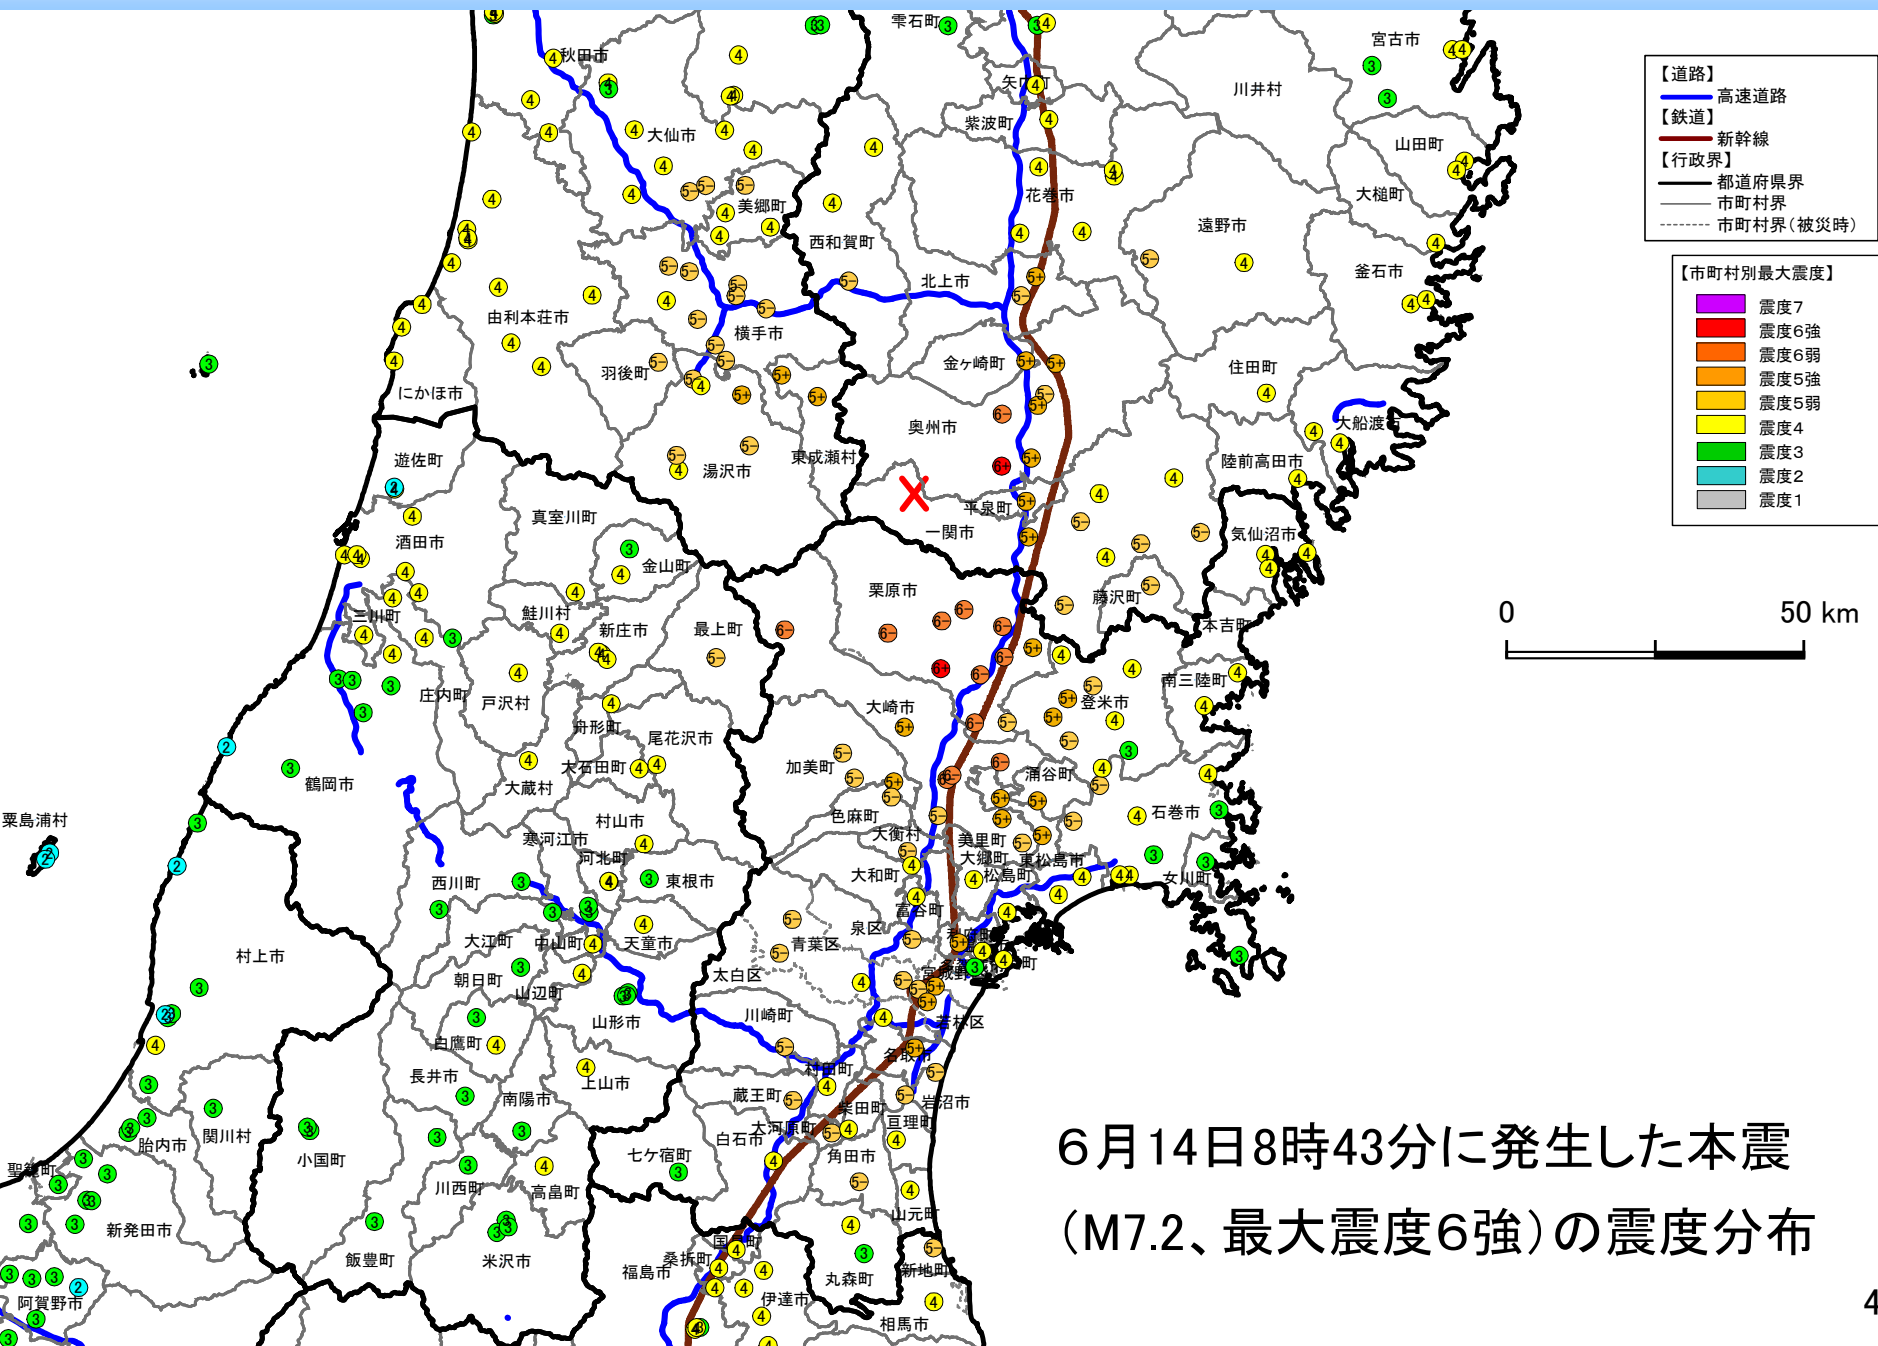 【道路】
高速道路
【鉄道】
新幹線
【行政界】
都道府県界
市町村界
市町村界（被災時）
【市町村別最大震度】
震度7
震度6強
震度6弱
震度5強
震度5弱
震度4
震度3
震度2
震度1
0 50 km
秋田市
雫石町
宮古市
川井村
紫波町
大仙市
山田町
花巻市
大槌町
美郷町
遠野市
西和賀町
釜石市
北上市
由利本荘市
横手市
金ヶ崎町
住田町
羽後町
にかほ市
奥州市
大船渡市
遊佐町
湯沢市
東成瀬村
陸前高田市
真室川町
平泉町
一関市
気仙沼市
酒田市
金山町
栗原市
藤沢町
三川町
鮭川村
新庄市
最上町
本吉町
庄内町
戸沢村
南三陸町
大崎市
登米市
舟形町
尾花沢市
鶴岡市
大蔵村
大石田町
加美町
涌谷町
粟島浦村
村山市
色麻町
石巻市
寒河江市
河北町
大衡村
美里町
大郷町
東松島市
西川町
東根市
大和町
松島町
女川町
富谷町
大江町
中山町
天童市
青葉区
泉区
村上市
朝日町
山辺町
太白区
山形市
川崎町
若林区
白鷹町
名取市
長井市
上山市
村田町
南陽市
蔵王町
柴田町
岩沼市
関川村
胎内市
白石市
大河原町
亘理町
聖籠町
小国町
七ケ宿町
角田市
川西町
高畠町
山元町
新発田市
飯豊町
米沢市
福島市
桑折町
丸森町
新地町
阿賀野市
伊達市
相馬市
６月14日8時43分に発生した本震
（M7.2、最大震度６強）の震度分布
4